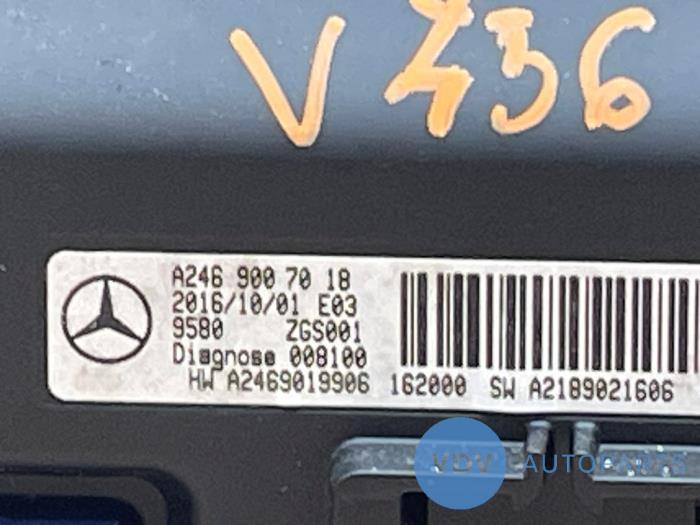 V 236
A246 900 70 18
2016/10/01 E03
9580 ZGS001
Diagnose 008100
HW A2469019906 162000 SW A2189021606
VDV AUTOPARTS